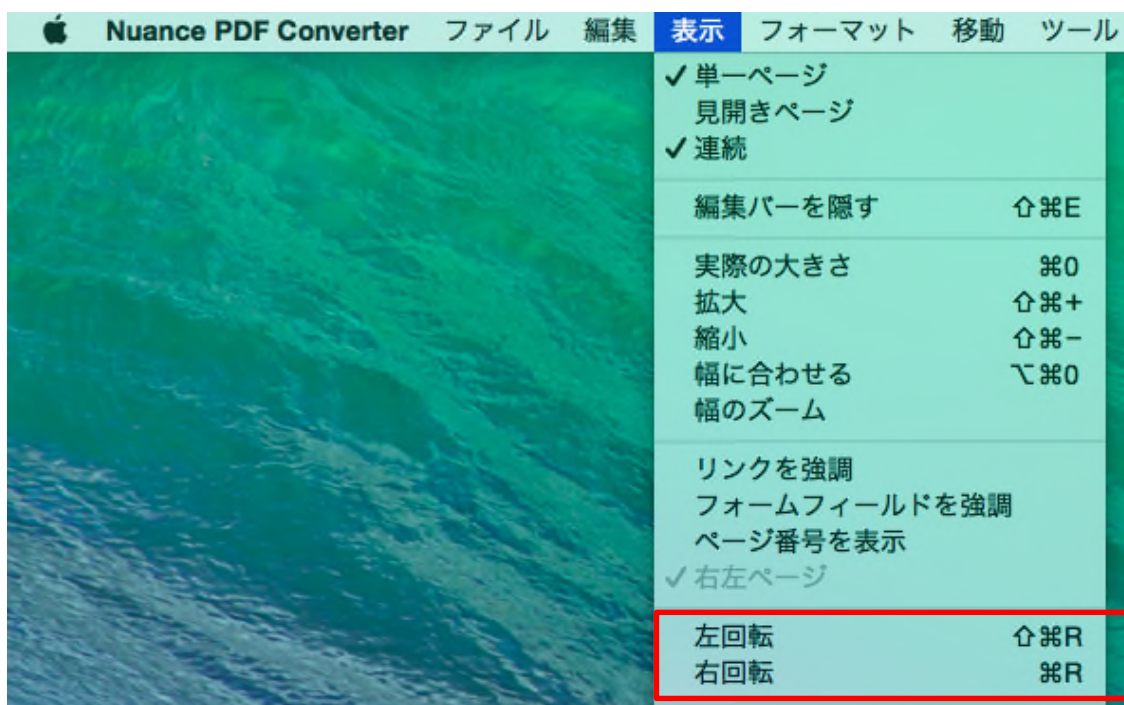 Nuance PDF Converter ファイル 編集 表示 フォーマット 移動 ツール
✓ 単一ページ
見開きページ
✓ 連続
編集バーを隠す ⇧⌘E
実際の大きさ ⌘0
拡大 ⇧⌘+
縮小 ⇧⌘-
幅に合わせる ⌥⌘0
幅のズーム
リンクを強調
フォームフィールドを強調
ページ番号を表示
✓ 右左ページ
左回転 ⇧⌘R
右回転 ⌘R